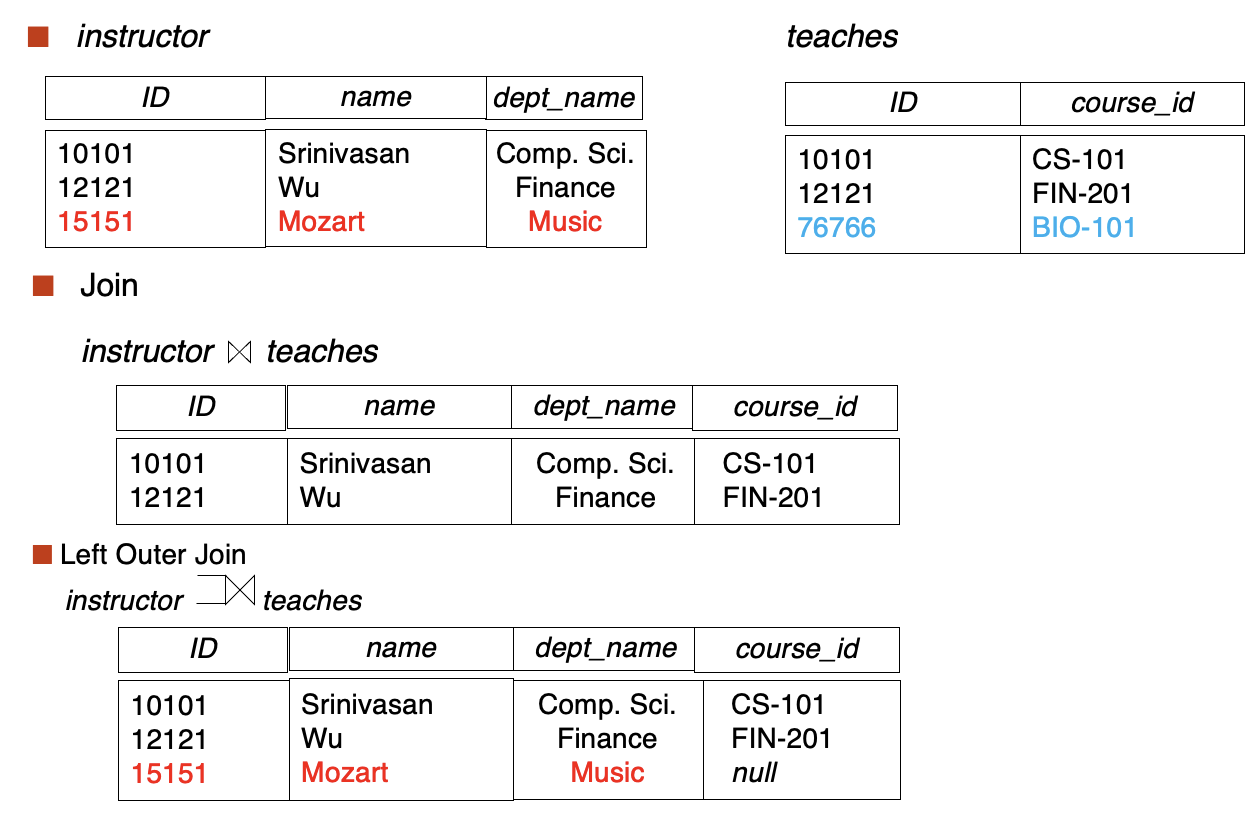 instructor teaches
ID name dept_name
ID course_id
10101 Srinivasan Comp. Sci.
12121 Wu Finance
15151 Mozart Music
10101 CS-101
12121 FIN-201
76766 BIO-101
Join
instructor ⋈ teaches
ID name dept_name course_id
10101 Srinivasan Comp. Sci. CS-101
12121 Wu Finance FIN-201
Left Outer Join
instructor ⟕ teaches
ID name dept_name course_id
10101 Srinivasan Comp. Sci. CS-101
12121 Wu Finance FIN-201
15151 Mozart Music null